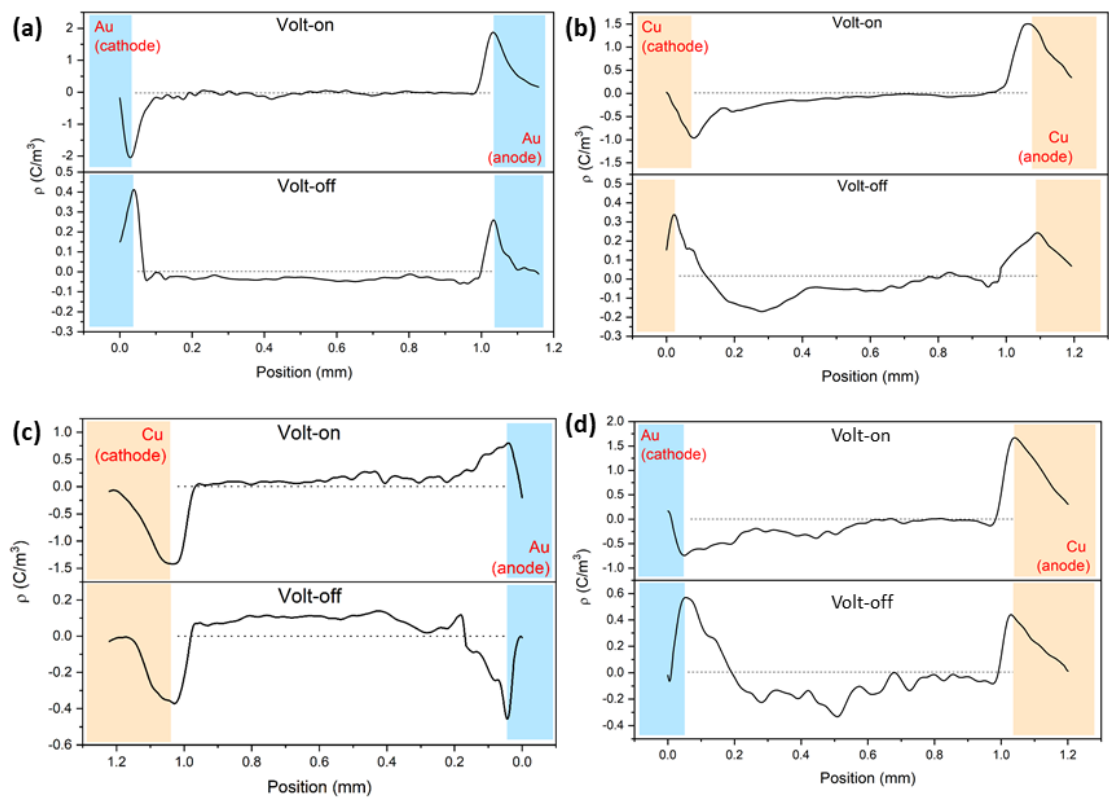 (a)
Au
(cathode)
Volt-on
2
1
0
-1
-2
Au
(anode)
ρ (C/m³)
0.5
0.4
0.3
0.2
0.1
0.0
-0.1
-0.2
-0.3
Volt-off
0.0 0.2 0.4 0.6 0.8 1.0
Position (mm)
(b)
Cu
(cathode)
Volt-on
1.5
1.0
0.5
0.0
-0.5
-1.0
-1.5
Cu
(anode)
ρ (C/m³)
0.5
0.4
0.3
0.2
0.1
0.0
-0.1
-0.2
-0.3
Volt-off
0.0 0.2 0.4 0.6 0.8 1.0 1.2
Position (mm)
(c)
Cu
(cathode)
Volt-on
1.0
0.5
0.0
-0.5
-1.0
-1.5
Au
(anode)
ρ (C/m³)
Volt-off
0.2
0.0
-0.2
-0.4
-0.6
1.2 1.0 0.8 0.6 0.4 0.2 0.0
Position (mm)
(d)
Au
(cathode)
Volt-on
2.0
1.5
1.0
0.5
0.0
-0.5
-1.0
Cu
(anode)
ρ (C/m³)
Volt-off
0.6
0.4
0.2
0.0
-0.2
-0.4
0.0 0.2 0.4 0.6 0.8 1.0 1.2
Position (mm)